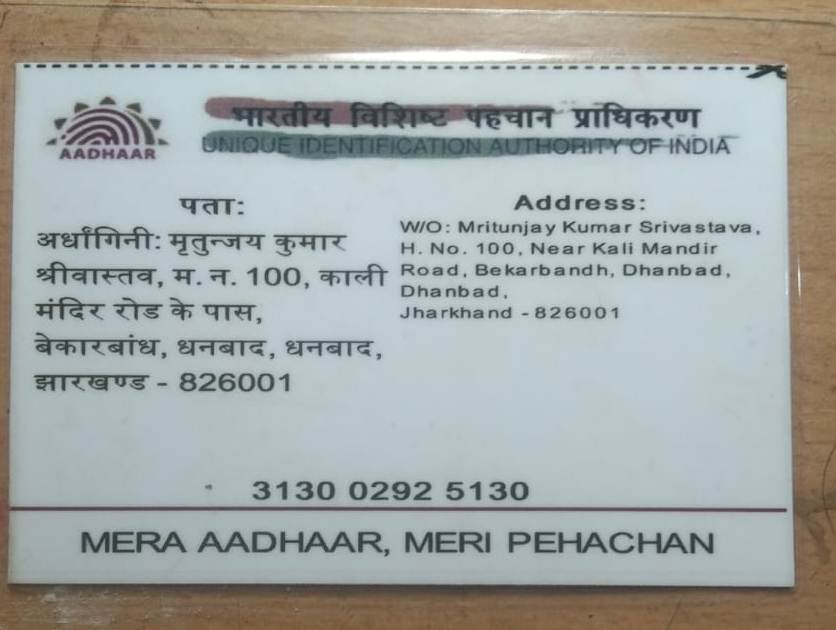 भारतीय विशिष्ट पहचान प्राधिकरण
UNIQUE IDENTIFICATION AUTHORITY OF INDIA
AADHAAR
पता:
अर्धांगिनी: मृतुन्जय कुमार
श्रीवास्तव, म. न. 100, काली
मंदिर रोड के पास,
बेकारबांध, धनबाद, धनबाद,
झारखण्ड - 826001
Address:
W/O: Mritunjay Kumar Srivastava,
H. No. 100, Near Kali Mandir
Road, Bekarbandh, Dhanbad,
Dhanbad,
Jharkhand - 826001
3130 0292 5130
MERA AADHAAR, MERI PEHACHAN